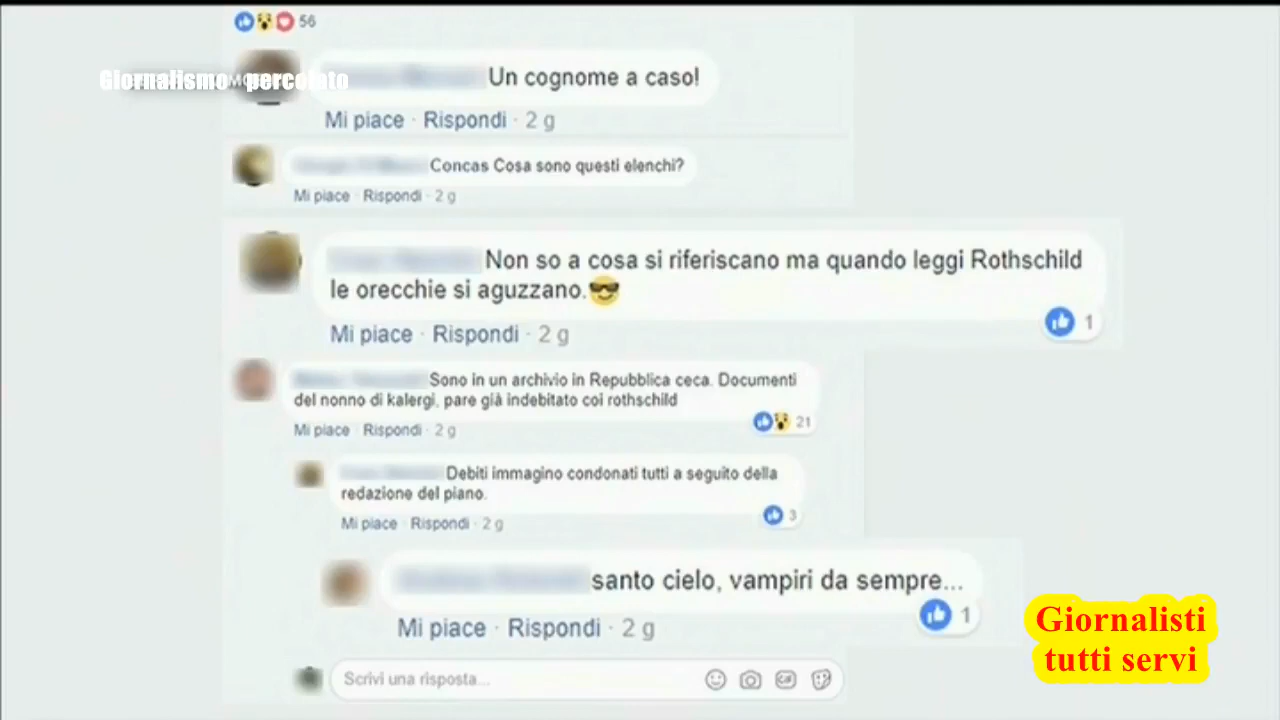 56
Giornalismo percolato
Un cognome a caso!
Mi piace · Rispondi · 2 g
Concas Cosa sono questi elenchi?
Mi piace · Rispondi · 2 g
Non so a cosa si riferiscano ma quando leggi Rothschild
le orecchie si aguzzano.😎
1
Mi piace · Rispondi · 2 g
Sono in un archivio in Repubblica ceca. Documenti
del nonno di kalergi, pare già indebitato coi rothschild
21
Mi piace · Rispondi · 2 g
Debiti immagino condonati tutti a seguito della
redazione del piano.
3
Mi piace · Rispondi · 2 g
santo cielo, vampiri da sempre...
1
Mi piace · Rispondi · 2 g
Scrivi una risposta...
GIF
Giornalisti
tutti servi